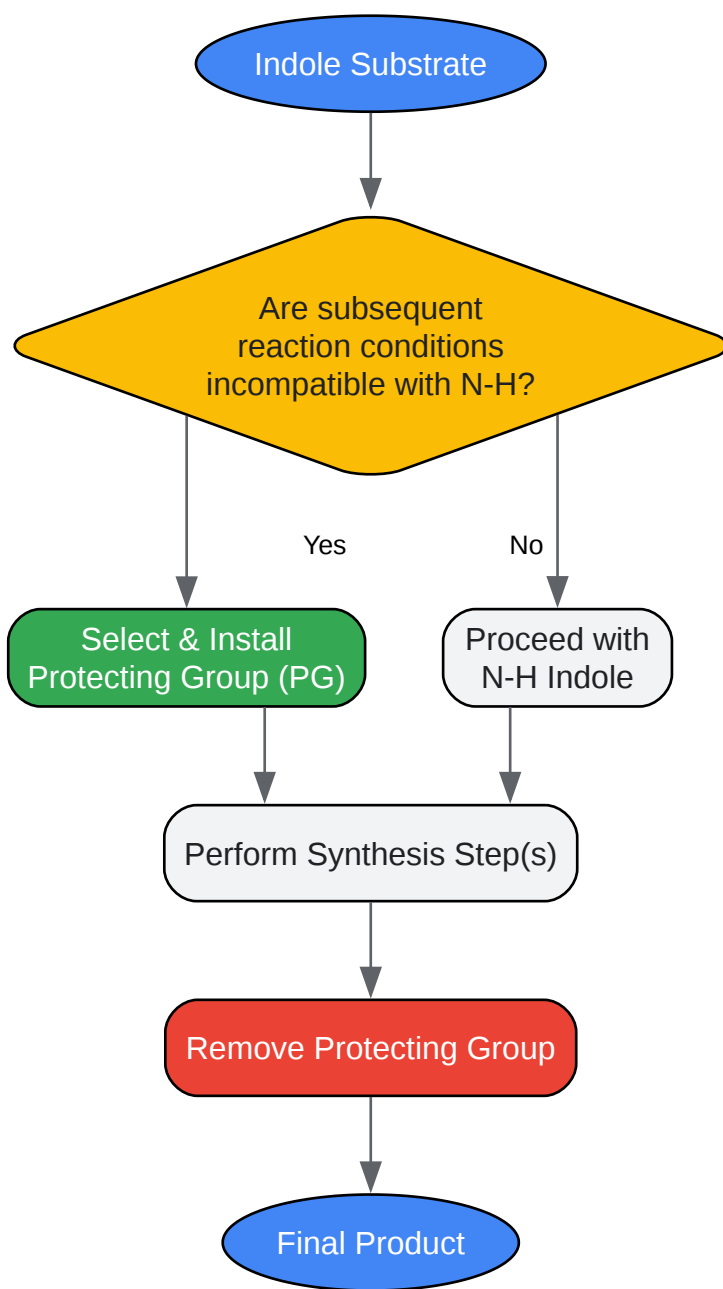 Indole Substrate
Are subsequent
reaction conditions
incompatible with N-H?
Yes
No
Select & Install
Protecting Group (PG)
Proceed with
N-H Indole
Perform Synthesis Step(s)
Remove Protecting Group
Final Product